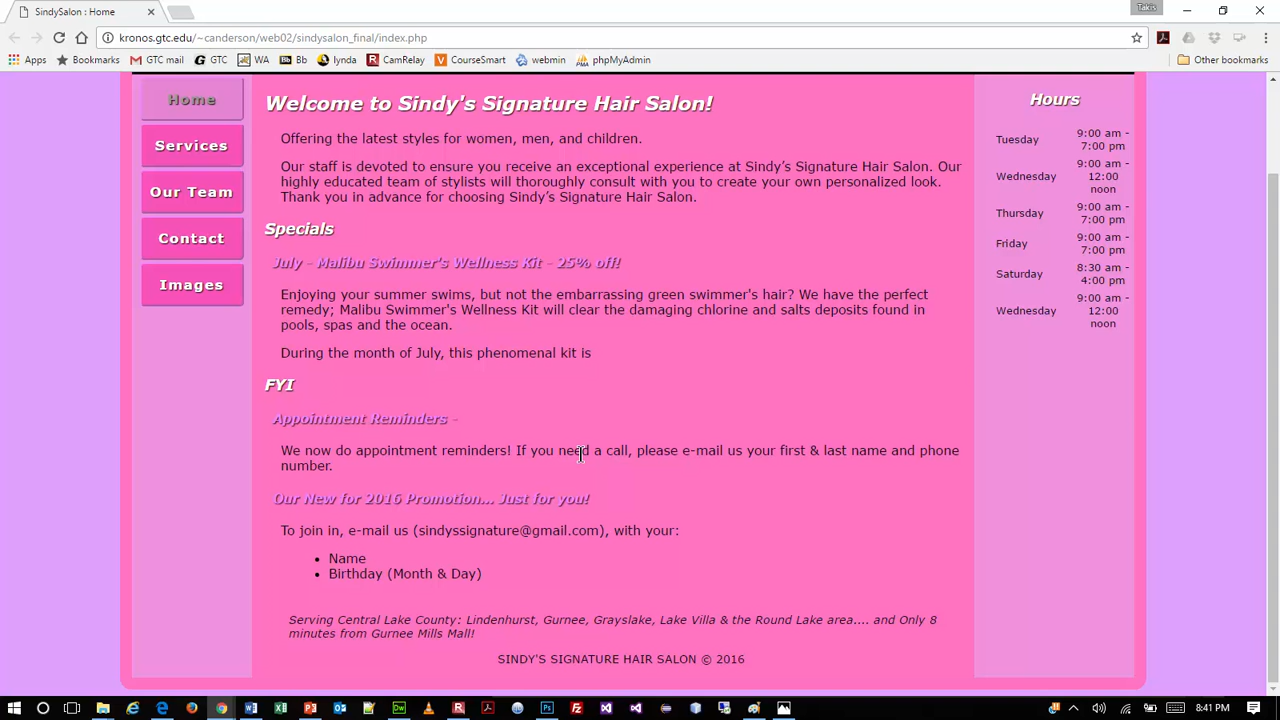 SindySalon : Home
Takis
kronos.gtc.edu/~canderson/web02/sindysalon_final/index.php
Apps Bookmarks GTC mail GTC WA Bb Bb lynda CamRelay CourseSmart webmin phpMyAdmin Other bookmarks
Home
Services
Our Team
Contact
Images
Welcome to Sindy's Signature Hair Salon!
Offering the latest styles for women, men, and children.
Our staff is devoted to ensure you receive an exceptional experience at Sindy’s Signature Hair Salon. Our
highly educated team of stylists will thoroughly consult with you to create your own personalized look.
Thank you in advance for choosing Sindy’s Signature Hair Salon.
Specials
July - Malibu Swimmer's Wellness Kit - 25% off!
Enjoying your summer swims, but not the embarrassing green swimmer's hair? We have the perfect
remedy; Malibu Swimmer's Wellness Kit will clear the damaging chlorine and salts deposits found in
pools, spas and the ocean.
During the month of July, this phenomenal kit is
FYI
Appointment Reminders -
We now do appointment reminders! If you need a call, please e-mail us your first & last name and phone
number.
Our New for 2016 Promotion... Just for you!
To join in, e-mail us (sindyssignature@gmail.com), with your:
• Name
• Birthday (Month & Day)
Serving Central Lake County: Lindenhurst, Gurnee, Grayslake, Lake Villa & the Round Lake area.... and Only 8
minutes from Gurnee Mills Mall!
SINDY'S SIGNATURE HAIR SALON © 2016
Hours
Tuesday 9:00 am -
7:00 pm
Wednesday 9:00 am -
12:00
noon
Thursday 9:00 am -
7:00 pm
Friday 9:00 am -
7:00 pm
Saturday 8:30 am -
4:00 pm
Wednesday 9:00 am -
12:00
noon
8:41 PM